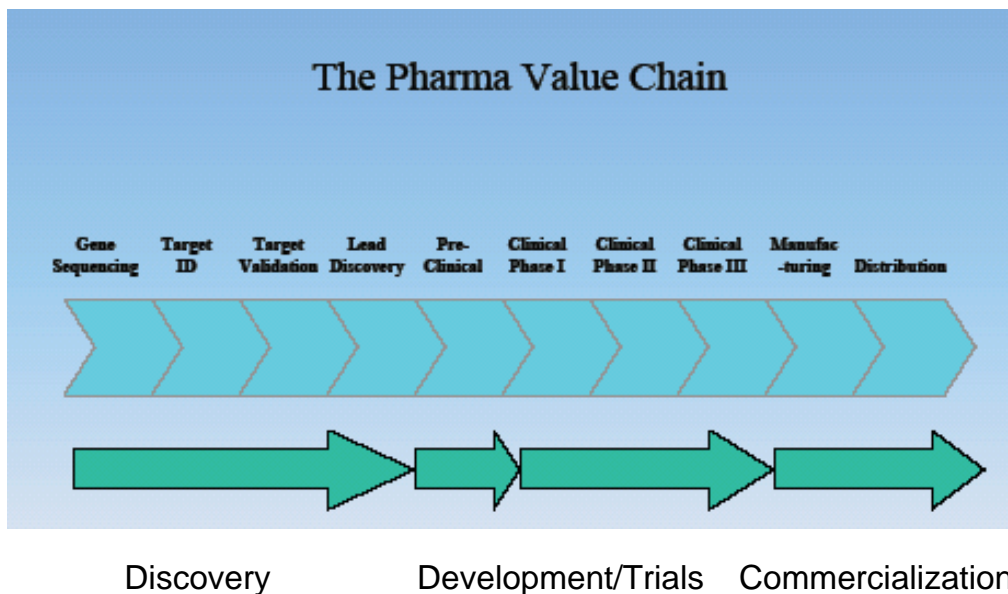 The Pharma Value Chain
Gene
Sequencing
Target
ID
Target
Validation
Lead
Discovery
Pre-
Clinical
Clinical
Phase I
Clinical
Phase II
Clinical
Phase III
Manufac
-turing
Distribution
Discovery
Development/Trials
Commercialization